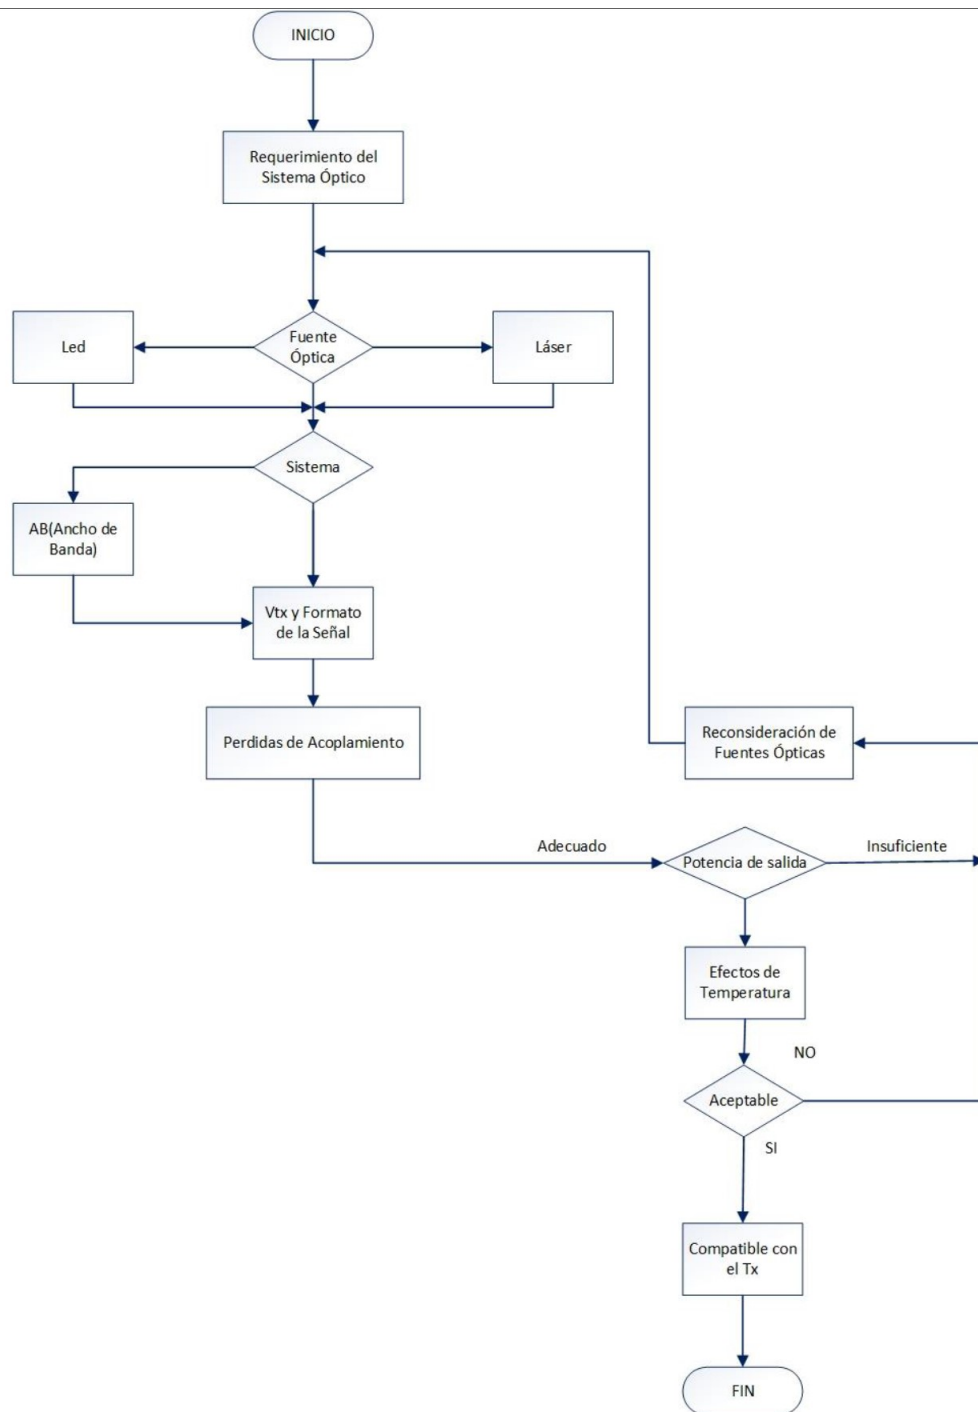 INICIO
Requerimiento del
Sistema Óptico
Fuente
Óptica
Led
Láser
Sistema
AB(Ancho de
Banda)
Vtx y Formato
de la Señal
Perdidas de Acoplamiento
Reconsideración de
Fuentes Ópticas
Adecuado
Potencia de salida
Insuficiente
Efectos de
Temperatura
NO
Aceptable
SI
Compatible con
el Tx
FIN